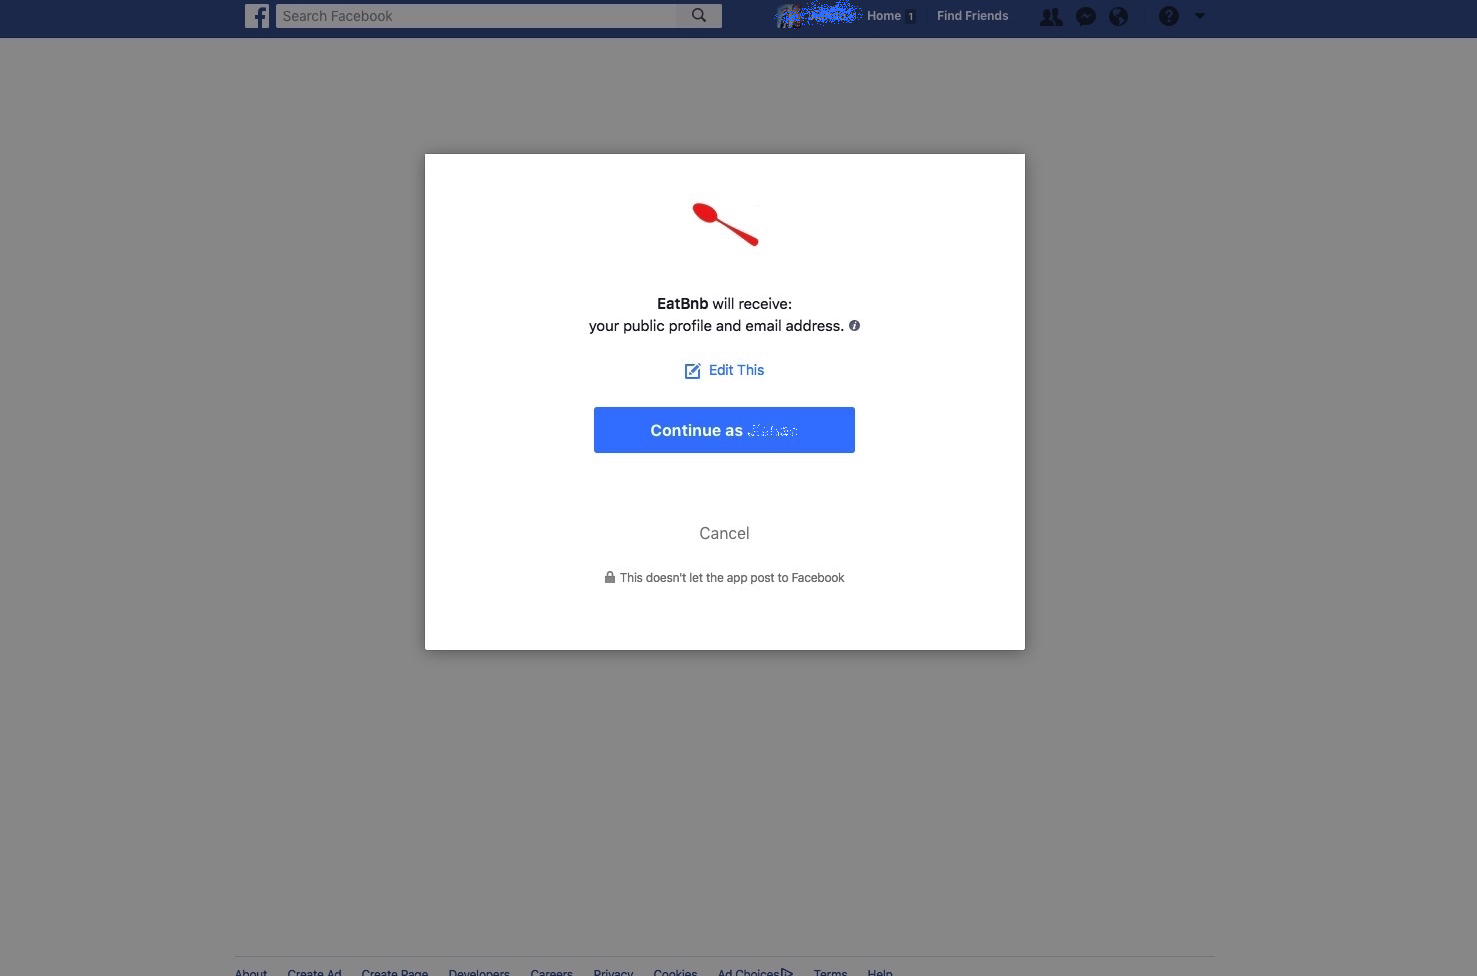 Search Facebook
Home 1
Find Friends
EatBnb will receive:
your public profile and email address.
Edit This
Continue as
Cancel
This doesn't let the app post to Facebook
About Create Ad Create Page Developers Careers Privacy Cookies Ad Choices Terms Help